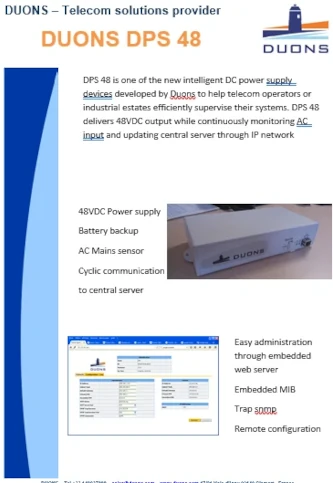 DUONS – Telecom solutions provider
DUONS DPS 48
DUONS
DPS 48 is one of the new intelligent DC power supply
devices developed by Duons to help telecom operators or
industrial estates efficiently supervise their systems. DPS 48
delivers 48VDC output while continuously monitoring AC
input and updating central server through IP network
48VDC Power supply
Battery backup
AC Mains sensor
Cyclic communication
to central server
DUONS
Easy administration
through embedded
web server
Embedded MIB
Trap snmp
Remote configuration